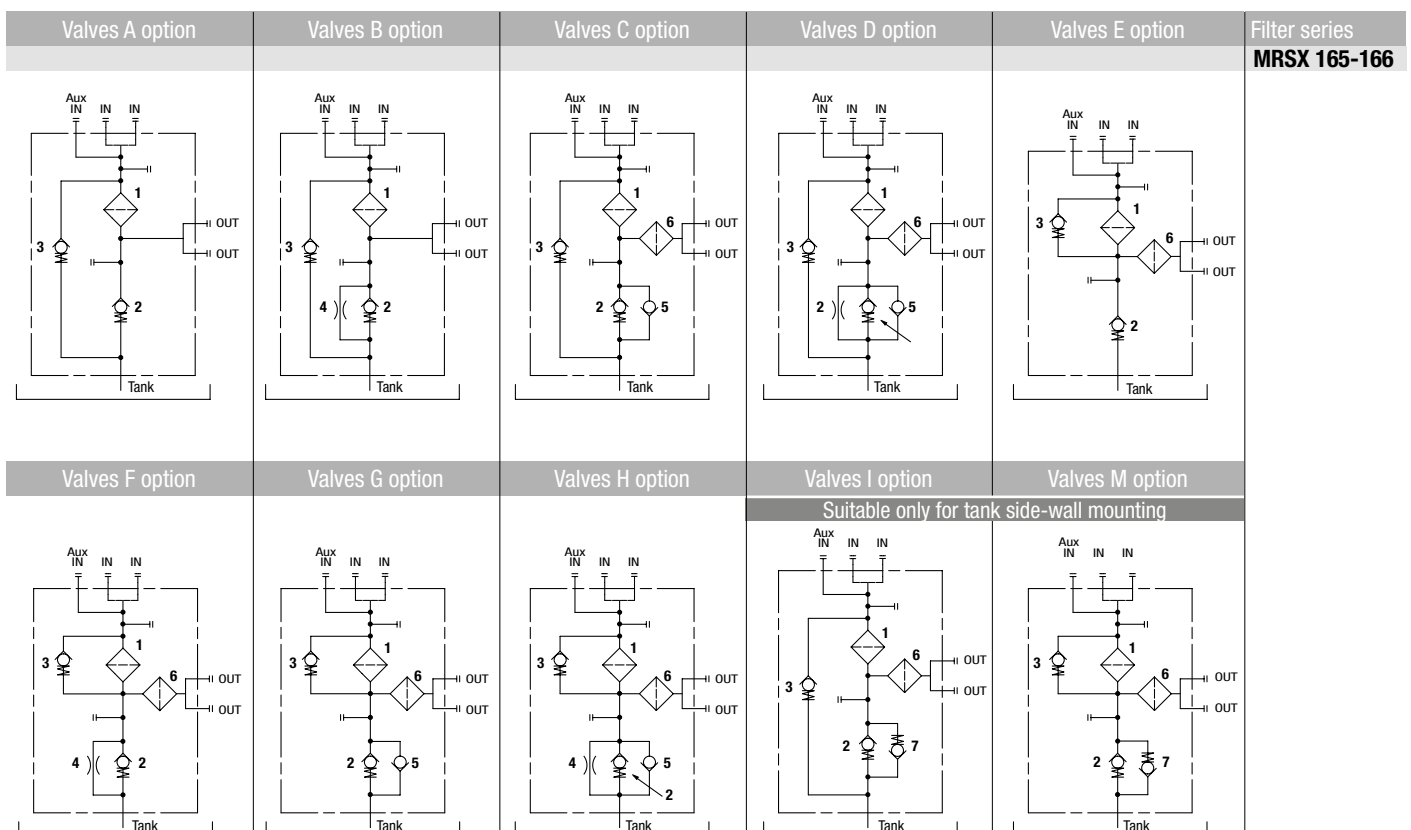 Valves A option
Valves B option
Valves C option
Valves D option
Valves E option
Filter series
MRSX 165-166
Aux
IN IN IN
1
3
OUT
OUT
2
Tank
Aux
IN IN IN
1
3
OUT
OUT
4 2
Tank
Aux
IN IN IN
1
6
OUT
3
OUT
2 5
Tank
Aux
IN IN IN
1
6
OUT
3
OUT
2 5
Tank
Aux
IN IN IN
1
3
6
OUT
OUT
2
Tank
Valves F option
Valves G option
Valves H option
Valves I option
Valves M option
Suitable only for tank side-wall mounting
Aux
IN IN IN
1
3
6
OUT
OUT
4 2
Tank
Aux
IN IN IN
1
3
6
OUT
OUT
2 5
Tank
Aux
IN IN IN
1
3
6
OUT
OUT
4 5
2
Tank
Aux
IN IN IN
1
6
OUT
3
OUT
2 7
Tank
Aux
IN IN IN
1
3
6
OUT
OUT
2 7
Tank